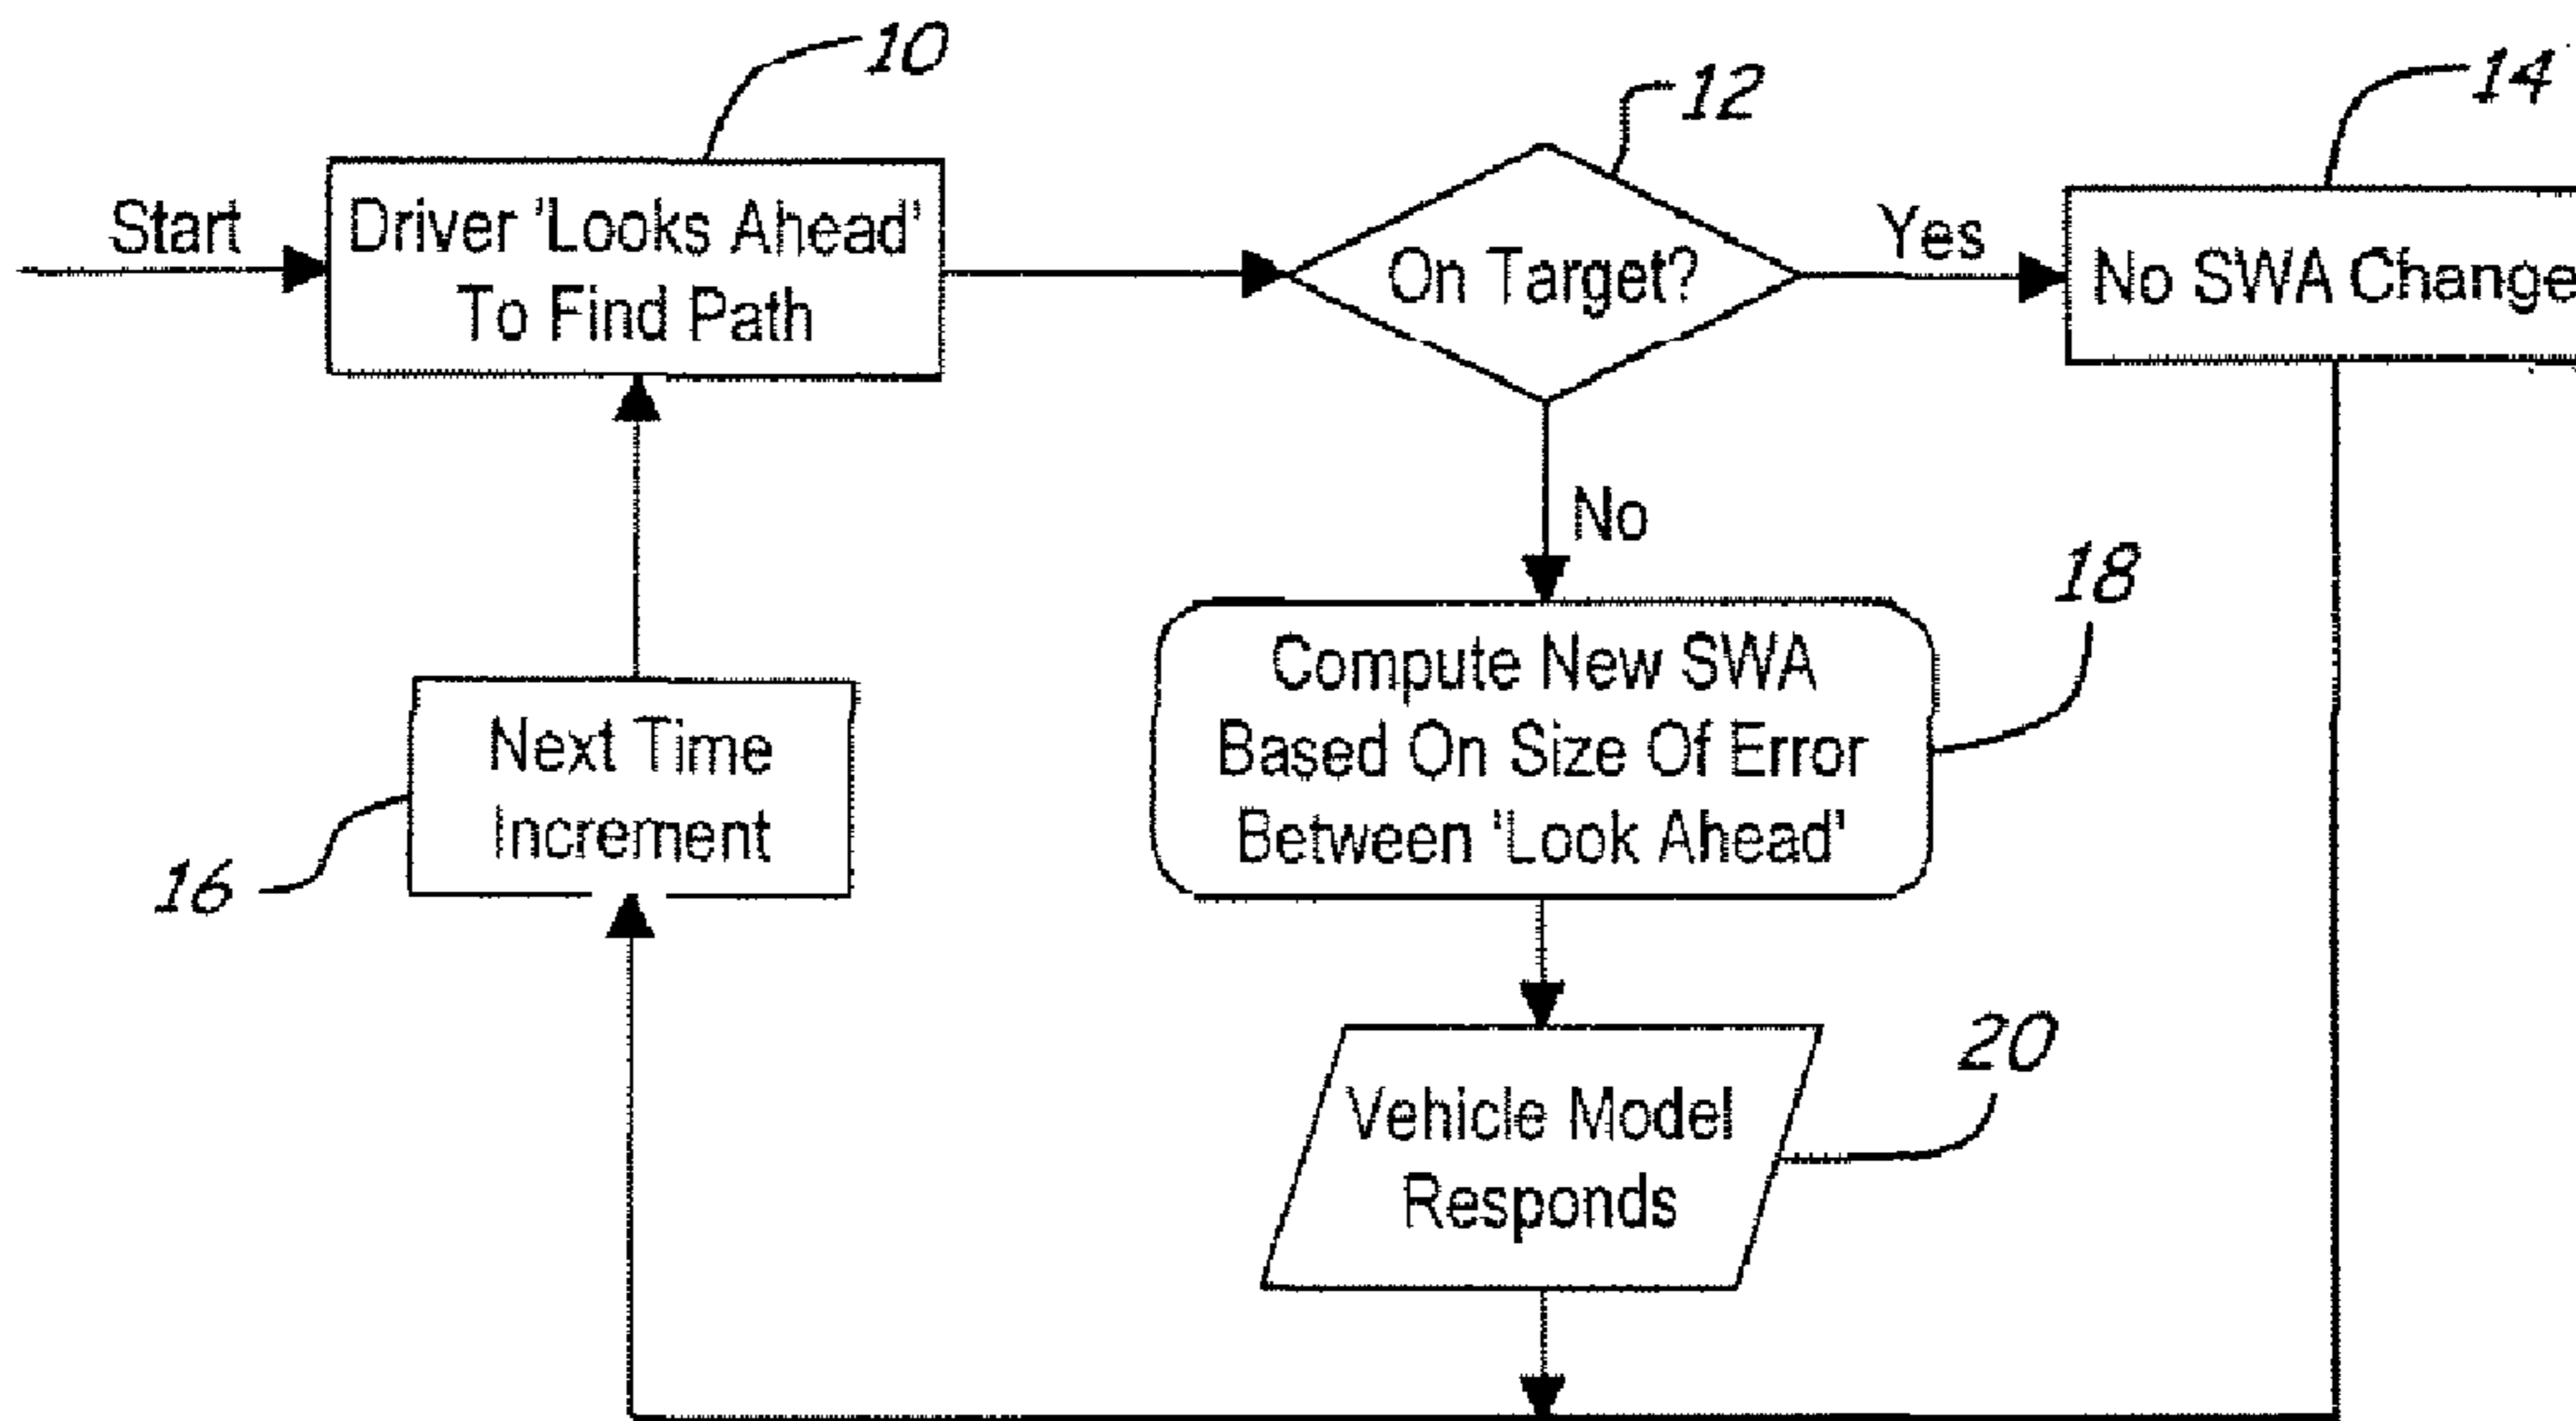 10
12
14
Start
Driver 'Looks Ahead'
To Find Path
On Target?
Yes
No SWA Change
No
18
Compute New SWA
Based On Size Of Error
Between 'Look Ahead'
Next Time
Increment
16
20
Vehicle Model
Responds